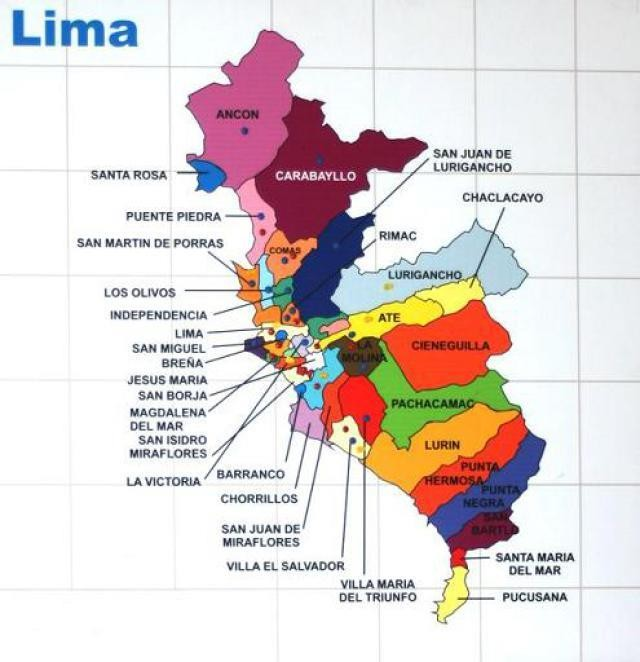 Lima
ANCON
SANTA ROSA
CARABAYLLO
SAN JUAN DE
LURIGANCHO
CHACLACAYO
PUENTE PIEDRA
SAN MARTIN DE PORRAS
COMAS
RIMAC
LURIGANCHO
LOS OLIVOS
INDEPENDENCIA
ATE
LIMA
SAN MIGUEL
BREÑA
LA
MOLINA
CIENEGUILLA
JESUS MARIA
SAN BORJA
MAGDALENA
DEL MAR
SAN ISIDRO
MIRAFLORES
PACHACAMAC
LURIN
LA VICTORIA
BARRANCO
CHORRILLOS
PUNTA
HERMOSA
PUNTA
NEGRA
SAN
BARTLO
SAN JUAN DE
MIRAFLORES
VILLA EL SALVADOR
VILLA MARIA
DEL TRIUNFO
SANTA MARIA
DEL MAR
PUCUSANA